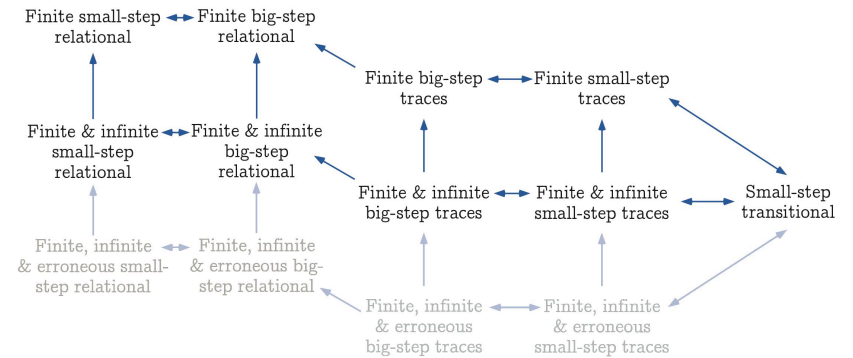 Finite small-step
relational
Finite big-step
relational
Finite big-step
traces
Finite small-step
traces
Finite & infinite
small-step
relational
Finite & infinite
big-step
relational
Finite & infinite
big-step traces
Finite & infinite
small-step traces
Small-step
transitional
Finite, infinite
& erroneous small-
step relational
Finite, infinite
& erroneous big-
step relational
Finite, infinite
& erroneous
big-step traces
Finite, infinite
& erroneous
small-step traces